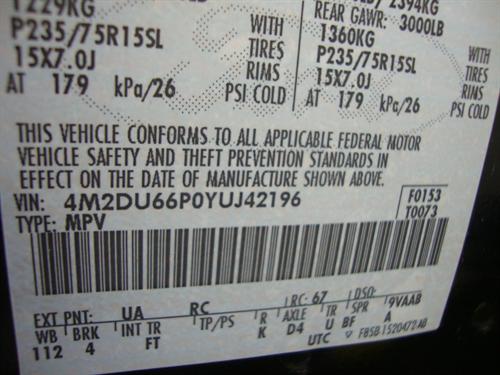 1229KG
P235/75R15SL WITH
15X7.0J TIRES
RIMS
AT 179 kPa/26 PSI COLD
2394KG
REAR GAWR: 3000LB
1360KG WITH
P235/75R15SL TIRES
15X7.0J RIMS
AT 179 kPa/26 PSI COLD
THIS VEHICLE CONFORMS TO ALL APPLICABLE FEDERAL MOTOR
VEHICLE SAFETY AND THEFT PREVENTION STANDARDS IN
EFFECT ON THE DATE OF MANUFACTURE SHOWN ABOVE.
VIN: 4M2DU66P0YUJ42196 F0153
TYPE: MPV T0073
EXT PNT: UA RC RC: 67 DSO:
WB BRK INT TR TP/PS R AXLE TR SPR 9VAAB
112 4 FT K D4 U BF A
UTC F85B-1520472-AD